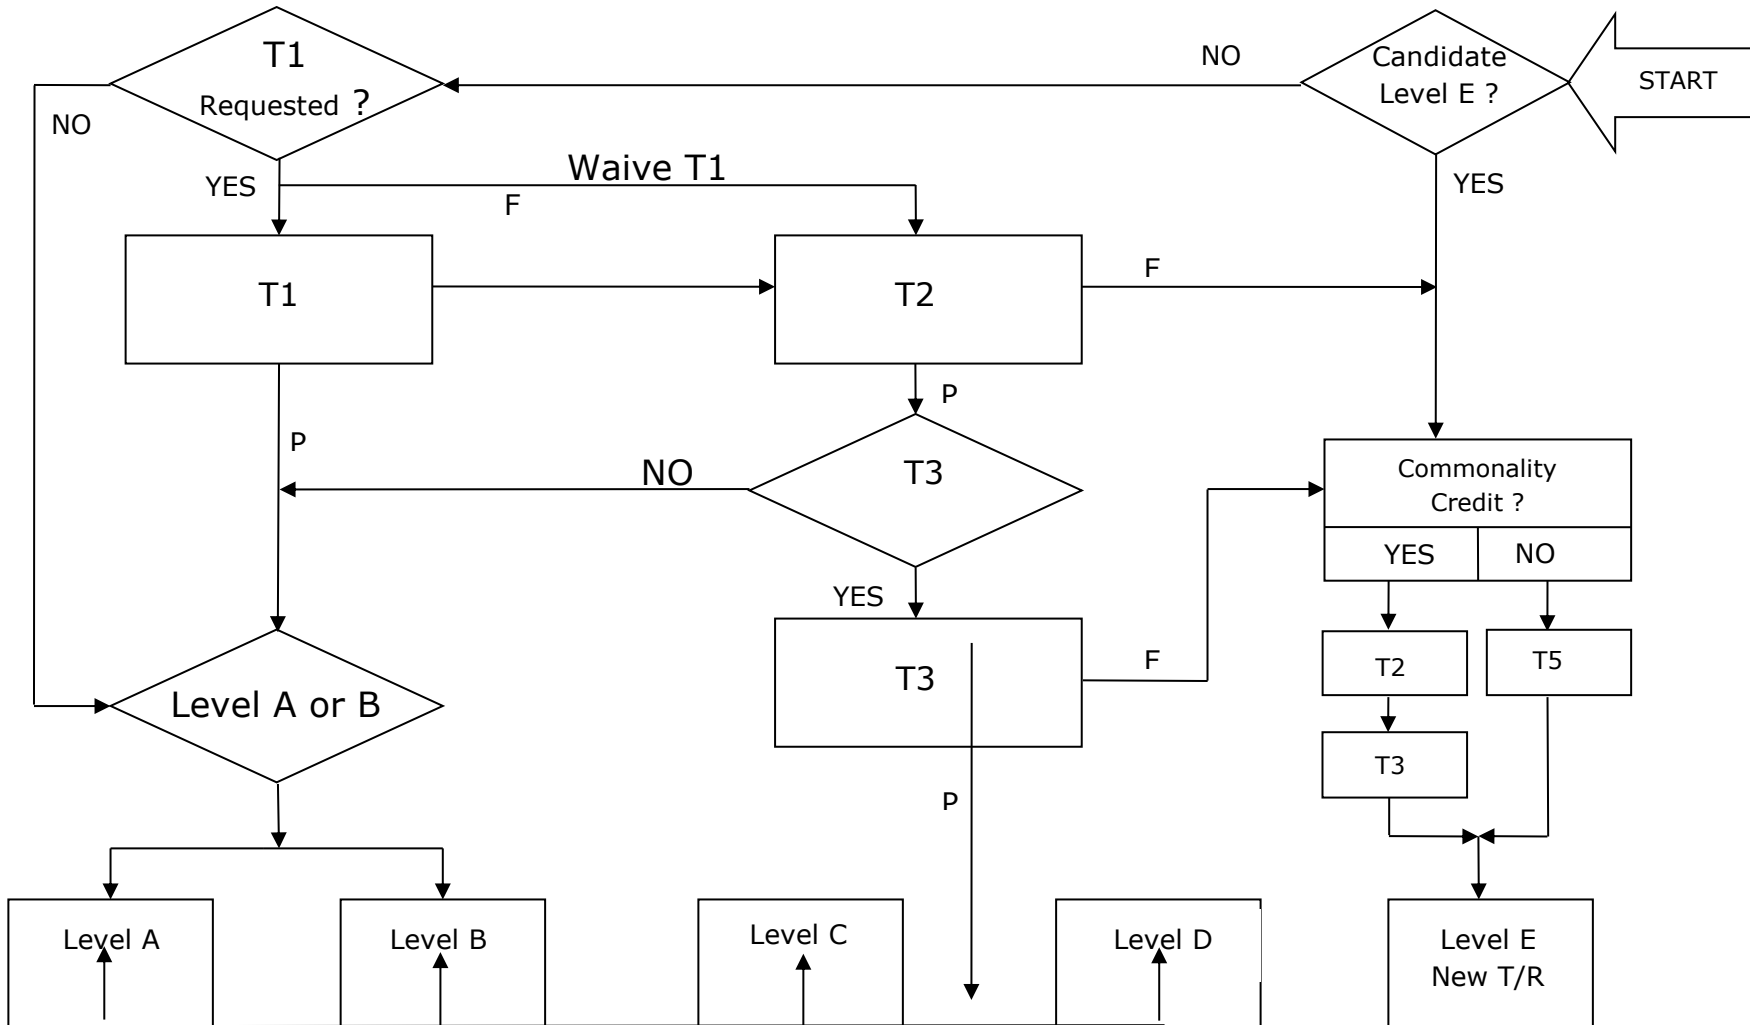 T1
Requested ?
NO
Candidate
Level E ?
START
NO
YES
Waive T1
F
YES
T1
T2
F
P
P
NO
T3
Commonality
Credit ?
YES
NO
YES
T3
F
T2
T5
Level A or B
T3
P
Level A
Level B
Level C
Level D
Level E
New T/R